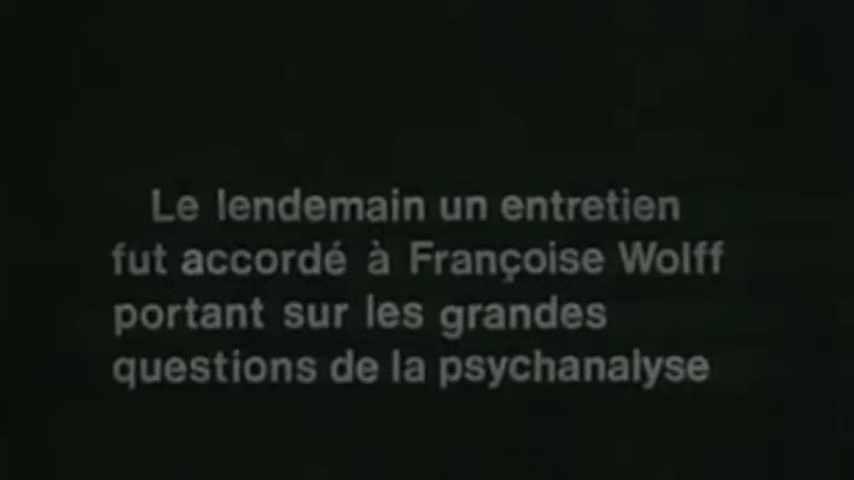 Le lendemain un entretien
fut accordé à Françoise Wolff
portant sur les grandes
questions de la psychanalyse